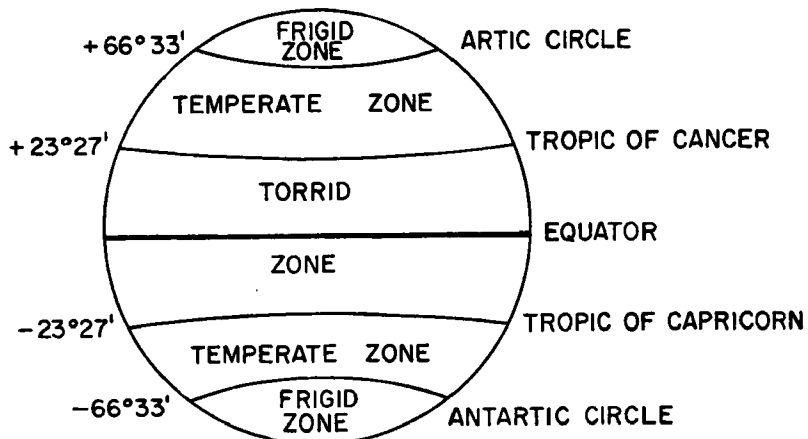 FRIGID
ZONE
+66°33'
ARTIC CIRCLE
TEMPERATE ZONE
+23°27'
TROPIC OF CANCER
TORRID
EQUATOR
ZONE
-23°27'
TROPIC OF CAPRICORN
TEMPERATE ZONE
-66°33'
FRIGID
ZONE
ANTARTIC CIRCLE